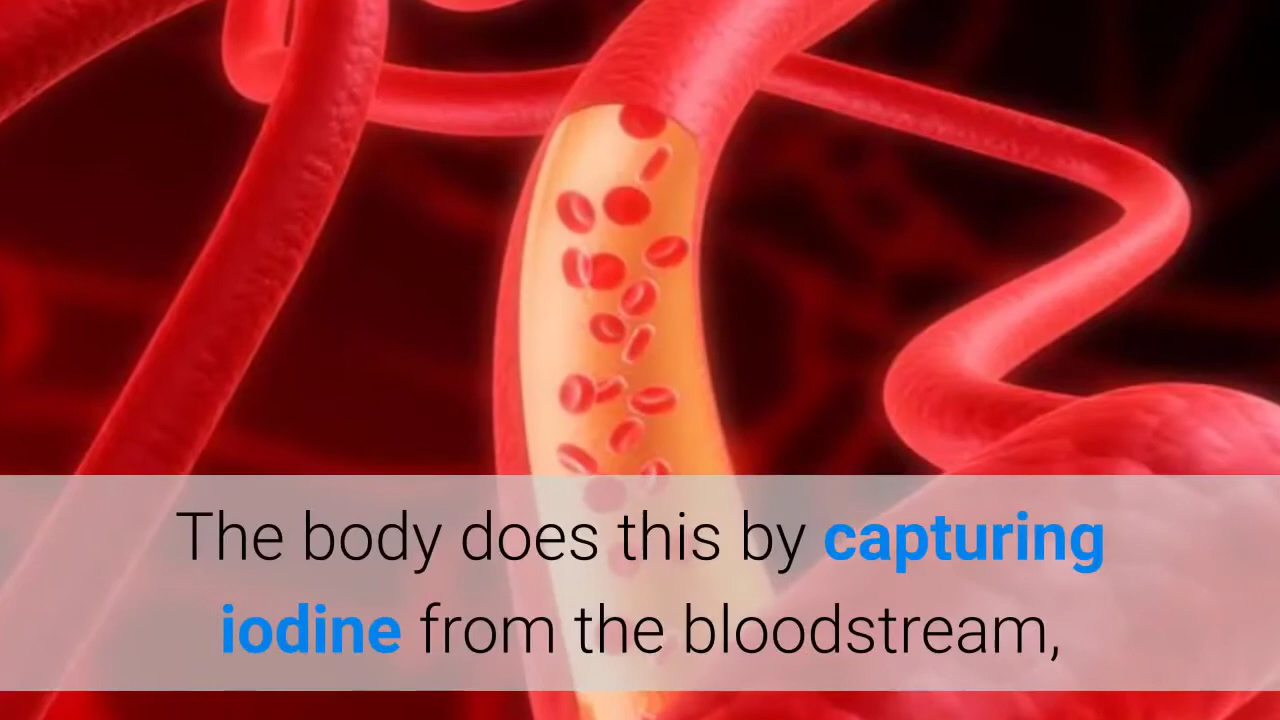 The body does this by capturing
iodine from the bloodstream,